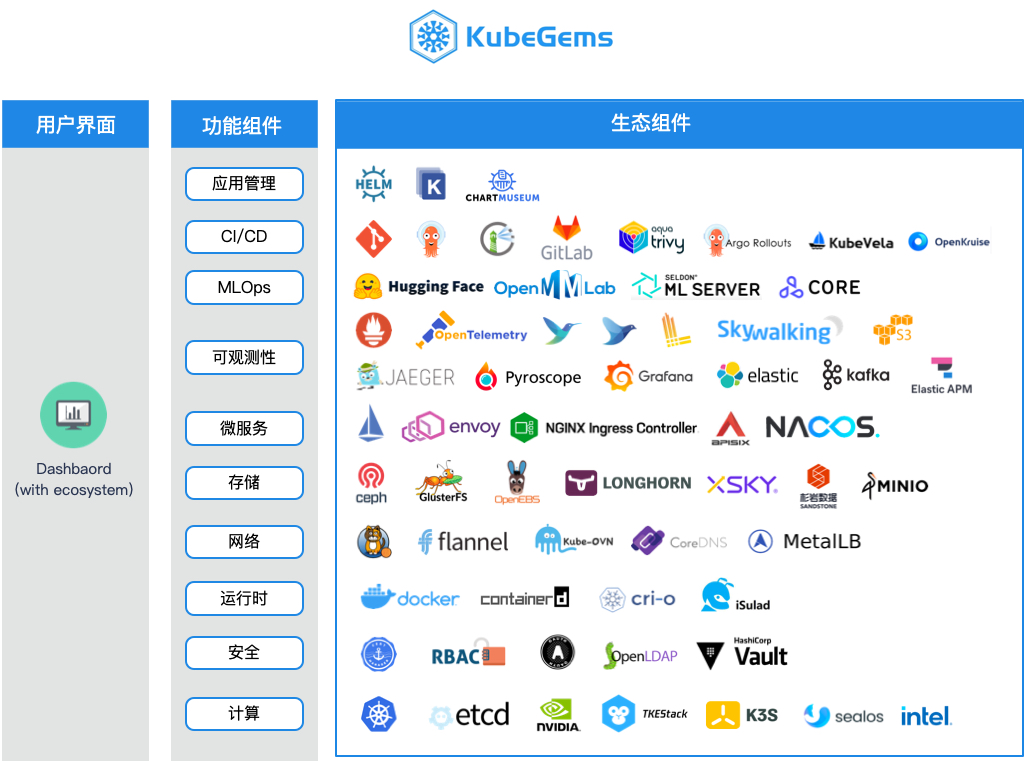 KubeGems
用户界面
功能组件
生态组件
应用管理
HELM
K
CHARTMUSEUM
CI/CD
GitLab
aqua
trivy
Argo Rollouts
KubeVela
OpenKruise
MLOps
Hugging Face
OpenMMLab
SELDON
ML SERVER
CORE
可观测性
OpenTelemetry
Skywalking
S3
JAEGER
Pyroscope
Grafana
elastic
kafka
Elastic APM
微服务
envoy
NGINX Ingress Controller
APISIX
NACOS.
Dashbaord
(with ecosystem)
存储
ceph
GlusterFS
OpenEBS
LONGHORN
XSKY.
杉岩数据
SANDSTONE
MINIO
网络
flannel
Kube-OVN
CoreDNS
MetalLB
运行时
docker
containerd
cri-o
iSulad
安全
RBAC
A
OpenLDAP
HashiCorp
Vault
计算
etcd
NVIDIA.
TKEStack
K3S
sealos
intel.